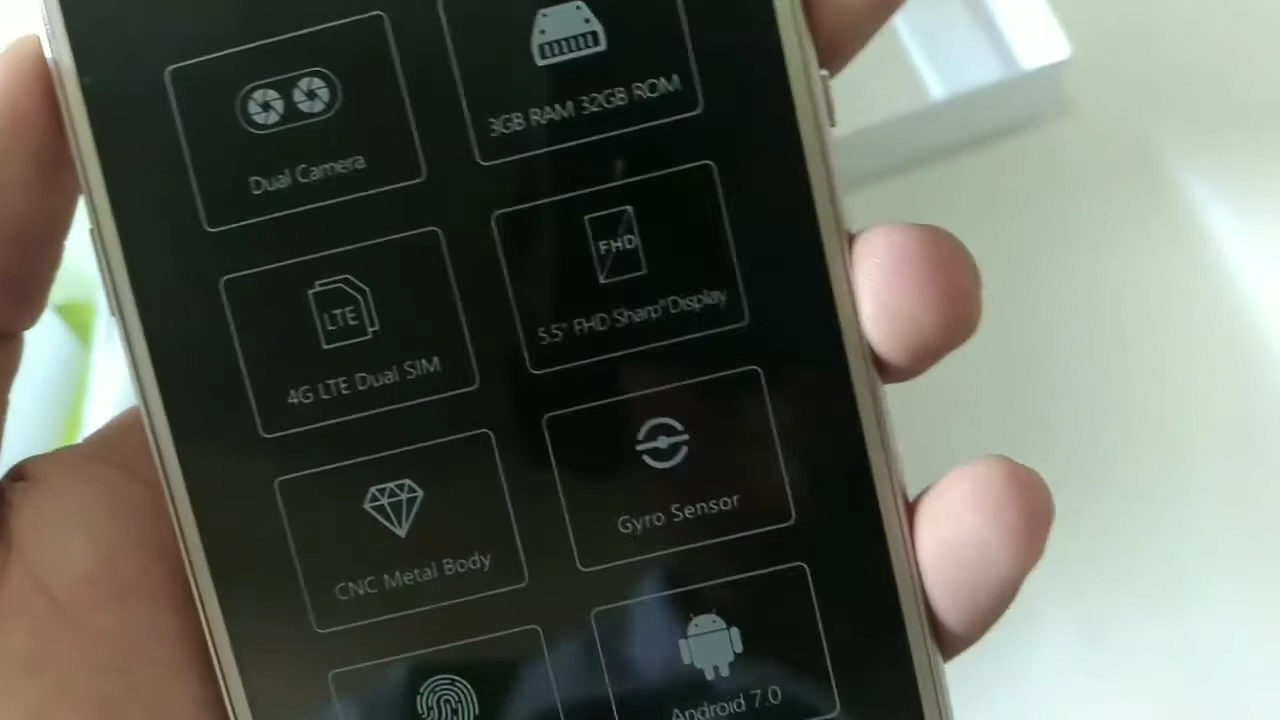 Dual Camera
3GB RAM 32GB ROM
LTE
4G LTE Dual SIM
FHD
5.5" FHD Sharp® Display
CNC Metal Body
Gyro Sensor
Android 7.0